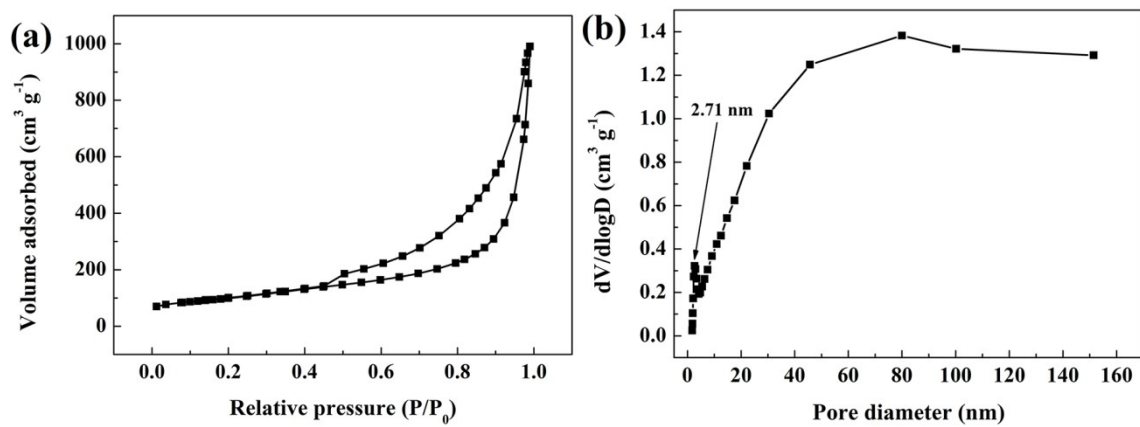 (a)
Volume adsorbed (cm³ g⁻¹)
1000
800
600
400
200
0
0.0 0.2 0.4 0.6 0.8 1.0
Relative pressure (P/P₀)
(b)
dV/dlogD (cm³ g⁻¹)
1.4
1.2
1.0
0.8
0.6
0.4
0.2
0.0
2.71 nm
0 20 40 60 80 100 120 140 160
Pore diameter (nm)